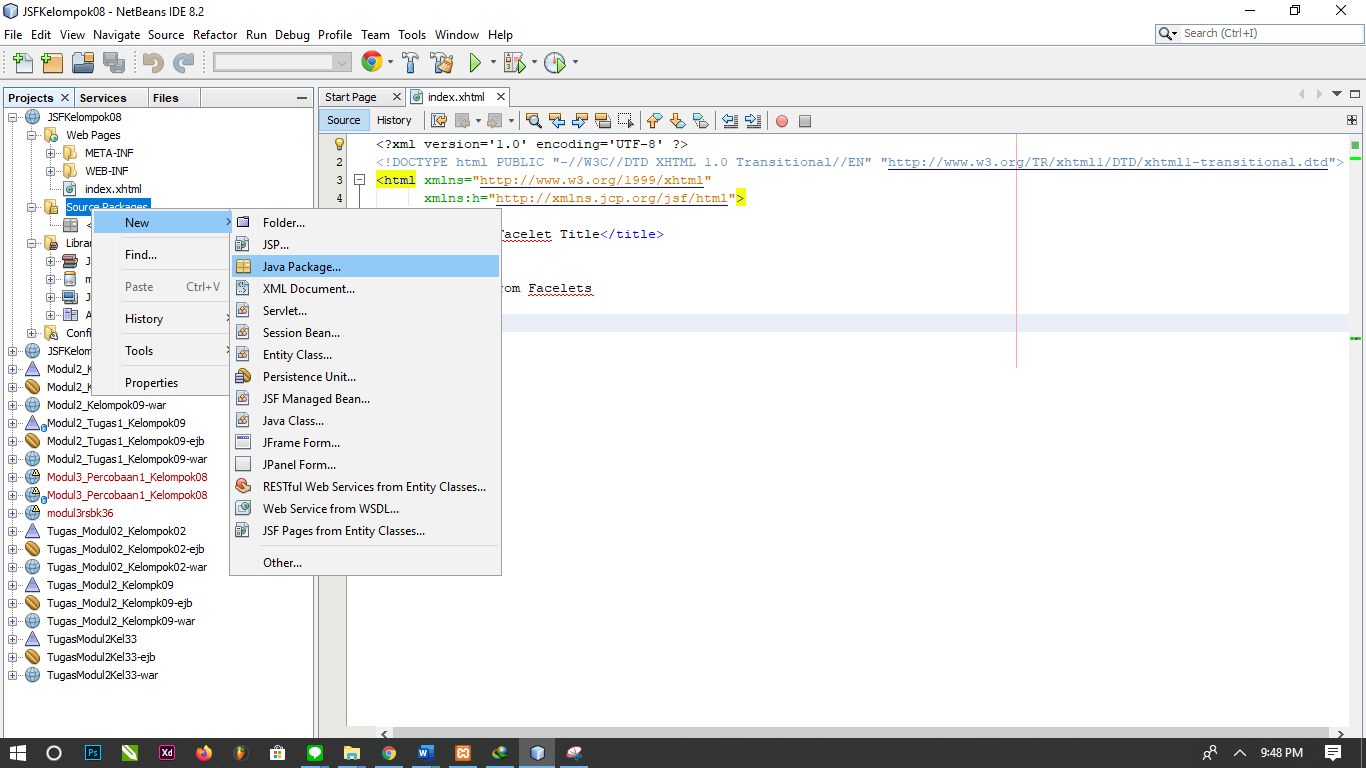 JSFKelompok08 - NetBeans IDE 8.2
File Edit View Navigate Source Refactor Run Debug Profile Team Tools Window Help
Search (Ctrl+I)
Projects Services Files
Start Page index.xhtml
Source History
JSFKelompok08
Web Pages
META-INF
WEB-INF
index.xhtml
Source Packages
<
Librar
J
m
J
A
Confi
JSFKelom
Modul2_K
Modul2_K
Modul2_Kelompok09-war
Modul2_Tugas1_Kelompok09
Modul2_Tugas1_Kelompok09-ejb
Modul2_Tugas1_Kelompok09-war
Modul3_Percobaan1_Kelompok08
Modul3_Percobaan1_Kelompok08
modul3rsbk36
Tugas_Modul02_Kelompok02
Tugas_Modul02_Kelompok02-ejb
Tugas_Modul02_Kelompok02-war
Tugas_Modul2_Kelompk09
Tugas_Modul2_Kelompk09-ejb
Tugas_Modul2_Kelompk09-war
TugasModul2Kel33
TugasModul2Kel33-ejb
TugasModul2Kel33-war
New
Find...
Paste Ctrl+V
History
Tools
Properties
Folder...
JSP...
Java Package...
XML Document...
Servlet...
Session Bean...
Entity Class...
Persistence Unit...
JSF Managed Bean...
Java Class...
JFrame Form...
JPanel Form...
RESTful Web Services from Entity Classes...
Web Service from WSDL...
JSF Pages from Entity Classes...
Other...
<?xml version='1.0' encoding='UTF-8' ?>
2 <!DOCTYPE html PUBLIC "-//W3C//DTD XHTML 1.0 Transitional//EN" "http://www.w3.org/TR/xhtml1/DTD/xhtml1-transitional.dtd">
3 <html xmlns="http://www.w3.org/1999/xhtml"
4 xmlns:h="http://xmlns.jcp.org/jsf/html">
Facelet Title</title>
om Facelets
Ps
Xd
9:48 PM